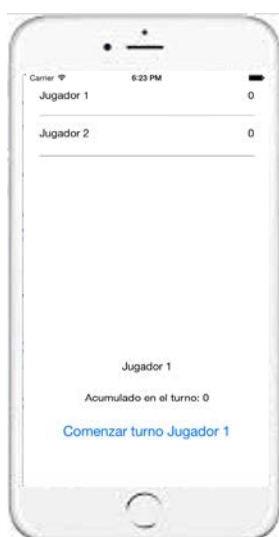 Carrier 6:23 PM
Jugador 1 0
Jugador 2 0
Jugador 1
Acumulado en el turno: 0
Comenzar turno Jugador 1